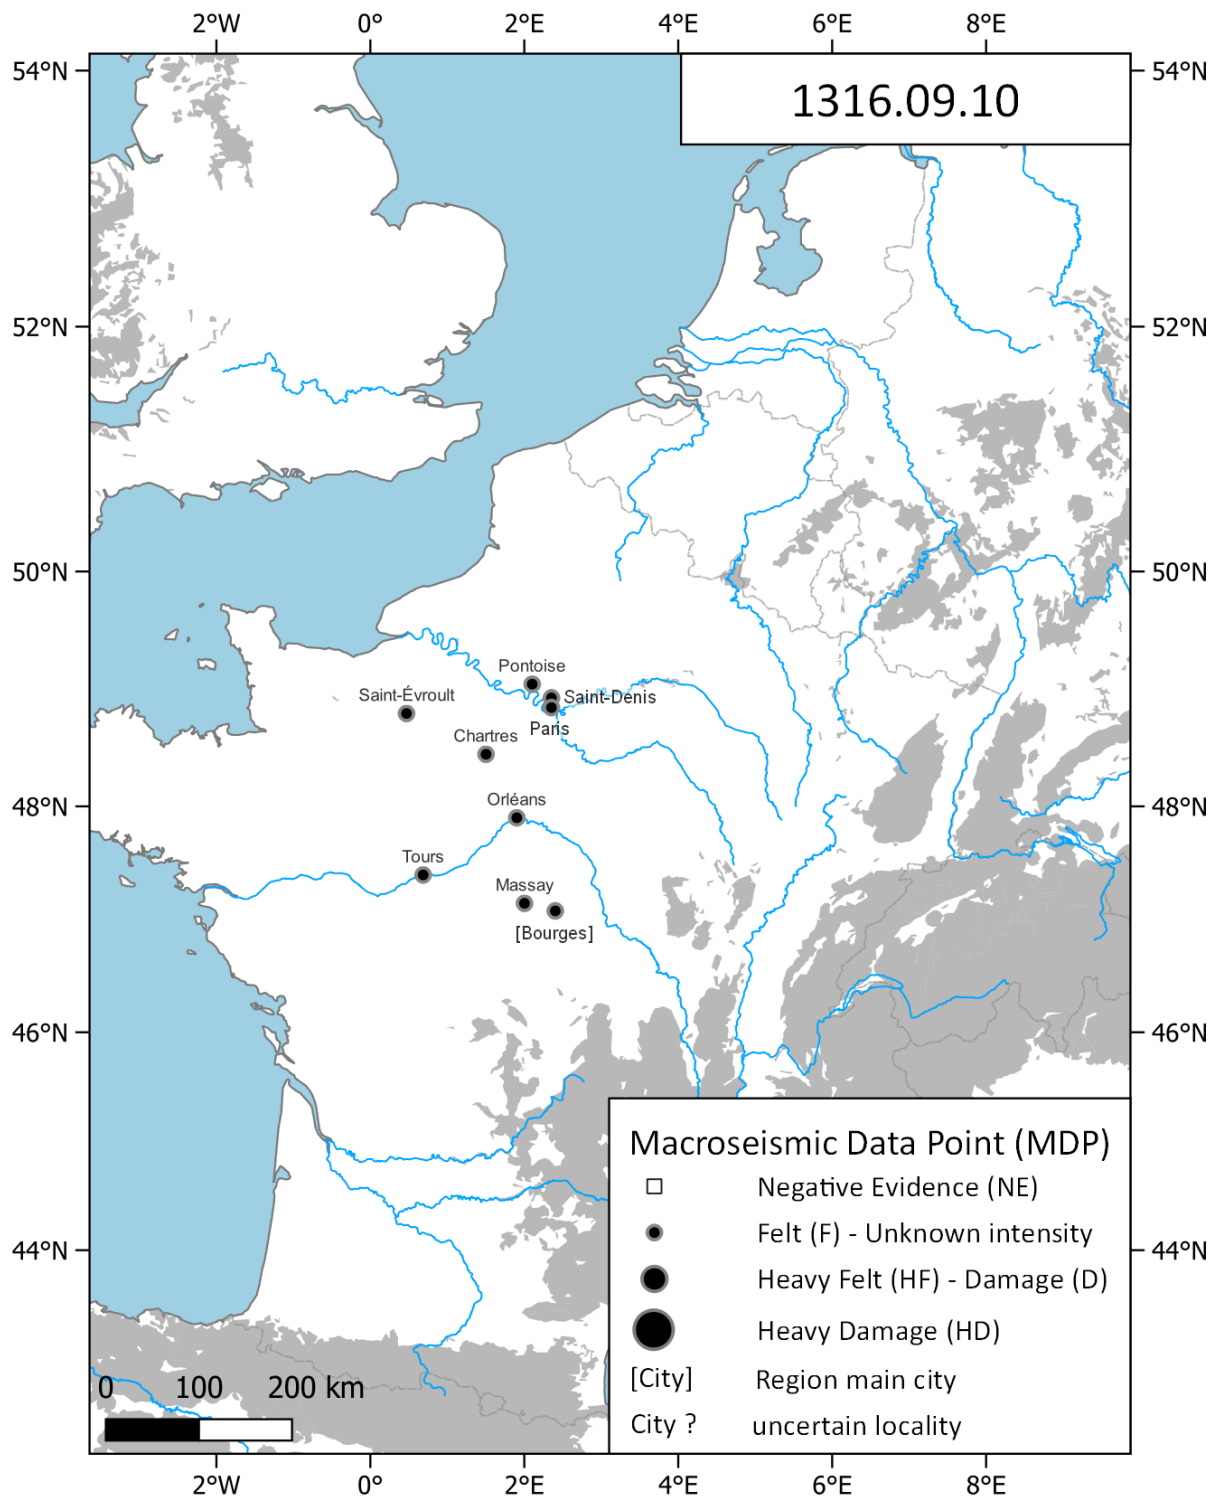 2°W 0° 2°E 4°E 6°E 8°E
54°N 54°N
1316.09.10
52°N 52°N
50°N 50°N
Pontoise
Saint-Évroult Saint-Denis
Paris
Chartres
48°N 48°N
Orléans
Tours
Massay
[Bourges]
46°N 46°N
44°N 44°N
Macroseismic Data Point (MDP)
Negative Evidence (NE)
Felt (F) - Unknown intensity
Heavy Felt (HF) - Damage (D)
Heavy Damage (HD)
[City] Region main city
City ? uncertain locality
0 100 200 km
2°W 0° 2°E 4°E 6°E 8°E